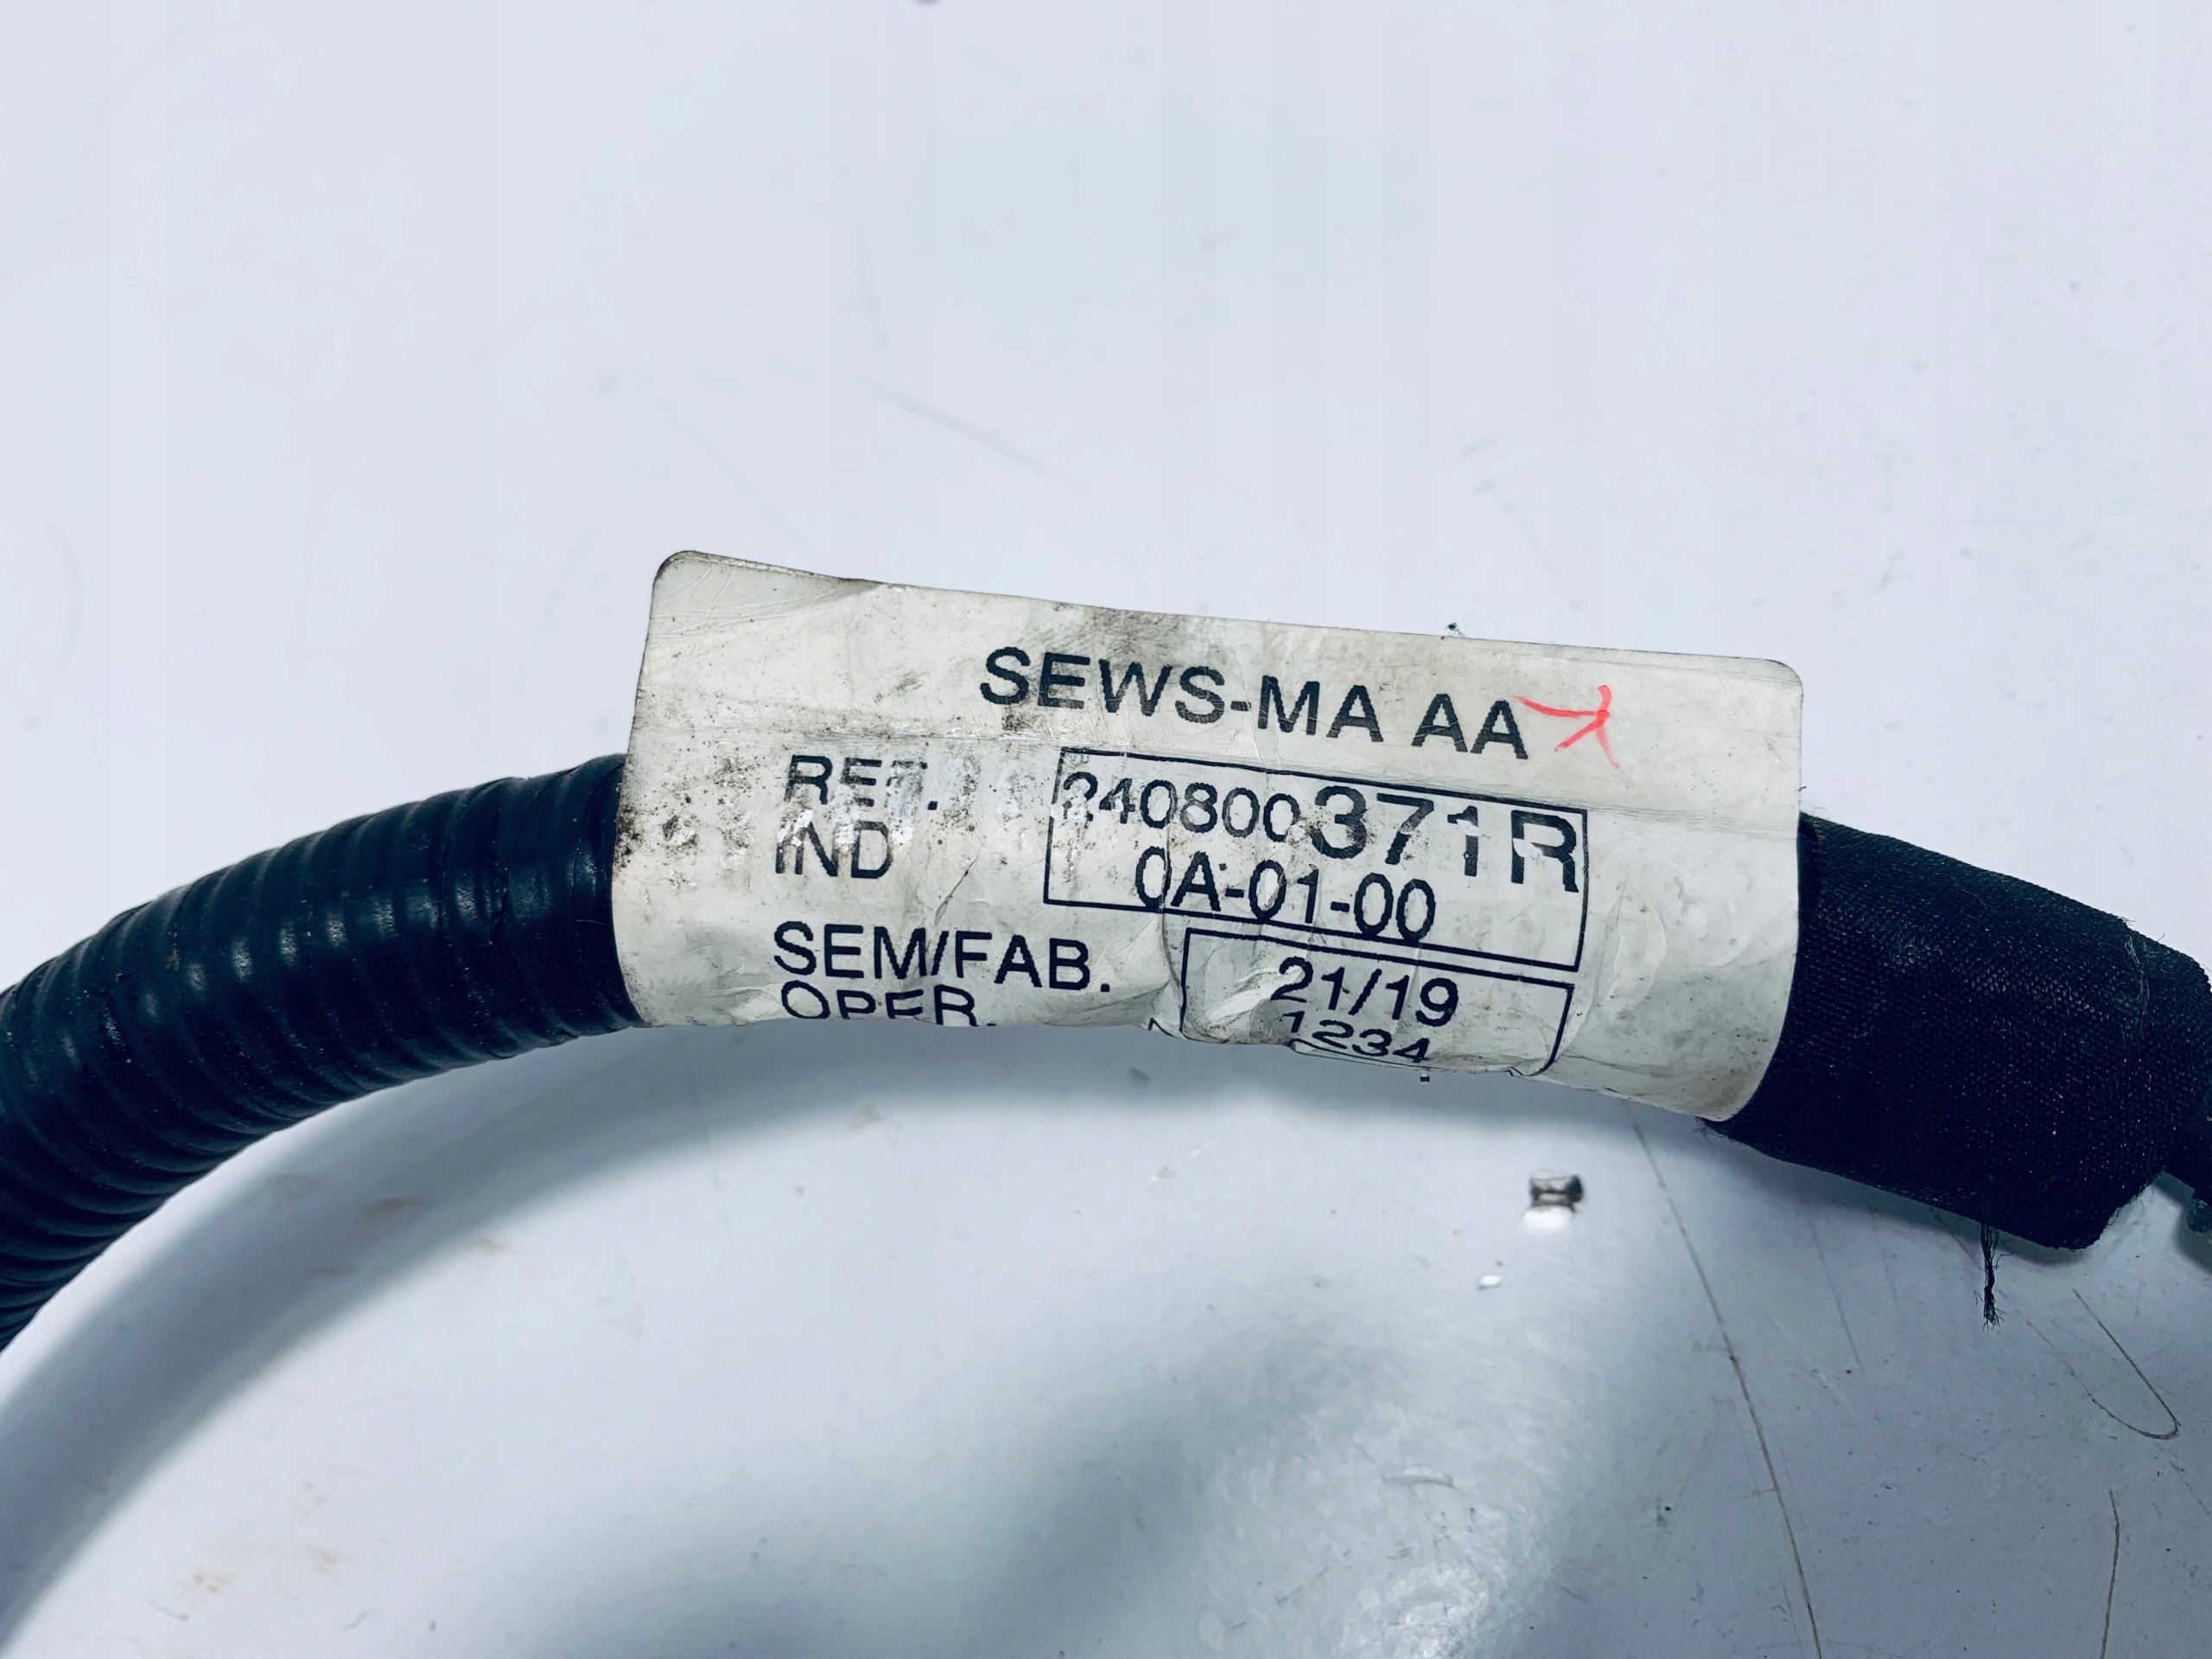 SEWS-MA AA
REF. 240800371R
IND 0A-01-00
SEM/FAB. 21/19
OPER. 1234